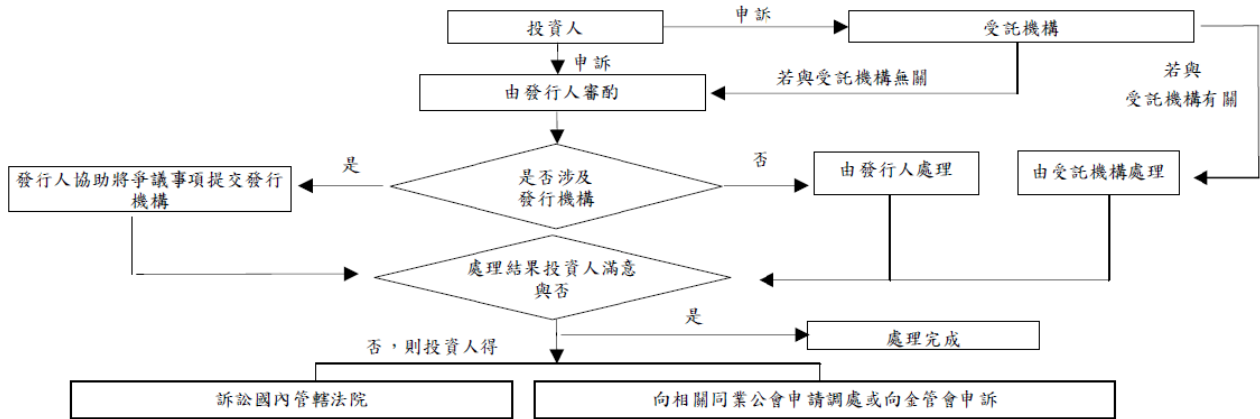 投資人
申訴
受託機構
申訴
若與受託機構無關
若與
受託機構有關
由發行人審酌
是
否
發行人協助將爭議事項提交發行
機構
是否涉及
發行機構
由發行人處理
由受託機構處理
處理結果投資人滿意
與否
是
處理完成
否，則投資人得
訴訟國內管轄法院
向相關同業公會申請調處或向金管會申訴